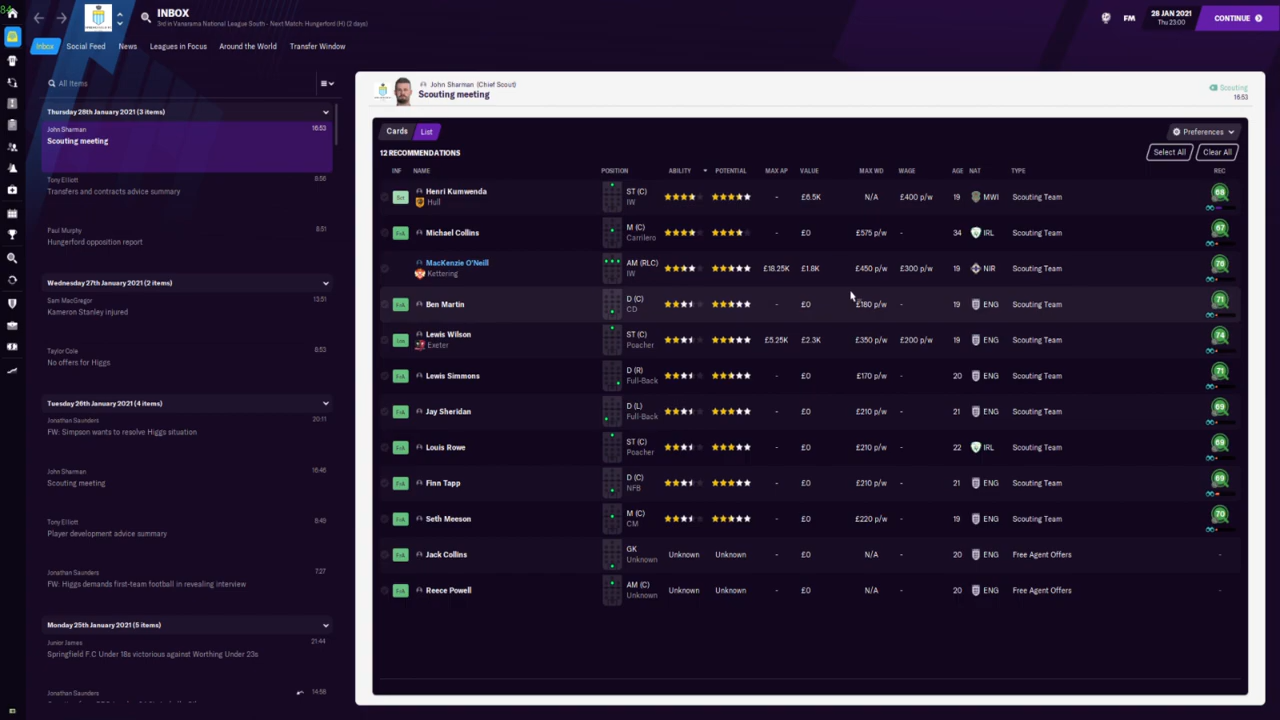 INBOX
3rd in Vanarama National League South - Next Match: Hungerford (H) (2 days)
FM
28 JAN 2021
Thu 23:00
CONTINUE
Inbox Social Feed News Leagues in Focus Around the World Transfer Window
All Items
Thursday 28th January 2021 (3 items)
John Sharman 16:53
Scouting meeting
Tony Elliott 8:56
Transfers and contracts advice summary
Paul Murphy 8:51
Hungerford opposition report
Wednesday 27th January 2021 (2 items)
Sam MacGregor 13:51
Kameron Stanley injured
Taylor Cole 8:53
No offers for Higgs
Tuesday 26th January 2021 (4 items)
Jonathan Saunders 20:11
FW: Simpson wants to resolve Higgs situation
John Sharman 16:46
Scouting meeting
Tony Elliott 8:49
Player development advice summary
Jonathan Saunders 7:27
FW: Higgs demands first-team football in revealing interview
Monday 25th January 2021 (5 items)
Junior James 21:44
Springfield F.C Under 18s victorious against Worthing Under 23s
Jonathan Saunders 14:58
John Sharman (Chief Scout)
Scouting meeting
Scouting
16:53
Cards List
Preferences
12 RECOMMENDATIONS
Select All Clear All
INF NAME POSITION ABILITY POTENTIAL MAX AP VALUE MAX WD WAGE AGE NAT TYPE REC
Henri Kumwenda ST (C) - £6.5K N/A £400 p/w 19 MWI Scouting Team 68
Hull IW
Michael Collins M (C) - £0 £575 p/w - 34 IRL Scouting Team 67
Carrilero
MacKenzie O'Neill AM (RLC) £18.25K £1.8K £450 p/w £300 p/w 19 NIR Scouting Team 76
Kettering IW
Ben Martin D (C) - £0 £180 p/w - 19 ENG Scouting Team 71
CD
Lewis Wilson ST (C) £5.25K £2.3K £350 p/w £200 p/w 19 ENG Scouting Team 74
Exeter Poacher
Lewis Simmons D (R) - £0 £170 p/w - 20 ENG Scouting Team 71
Full-Back
Jay Sheridan D (L) - £0 £210 p/w - 21 ENG Scouting Team 69
Full-Back
Louis Rowe ST (C) - £0 £210 p/w - 22 IRL Scouting Team 69
Poacher
Finn Tapp D (C) - £0 £210 p/w - 21 ENG Scouting Team 69
NFB
Seth Meeson M (C) - £0 £220 p/w - 19 ENG Scouting Team 70
CM
Jack Collins GK Unknown Unknown - £0 N/A - 20 ENG Free Agent Offers -
Unknown
Reece Powell AM (C) Unknown Unknown - £0 N/A - 20 ENG Free Agent Offers -
Unknown